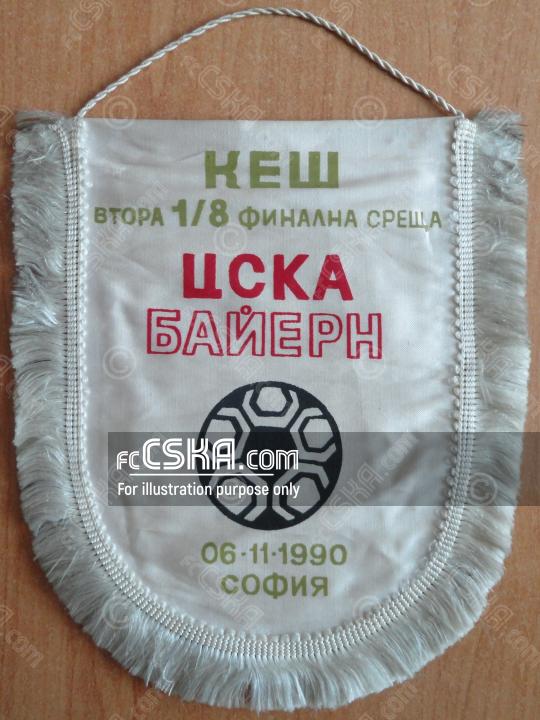 КЕШ
ВТОРА 1/8 ФИНАЛНА СРЕЩА
ЦСКА
БАЙЕРН
fcCSKA.com
For illustration purpose only
06-11-1990
СОФИЯ